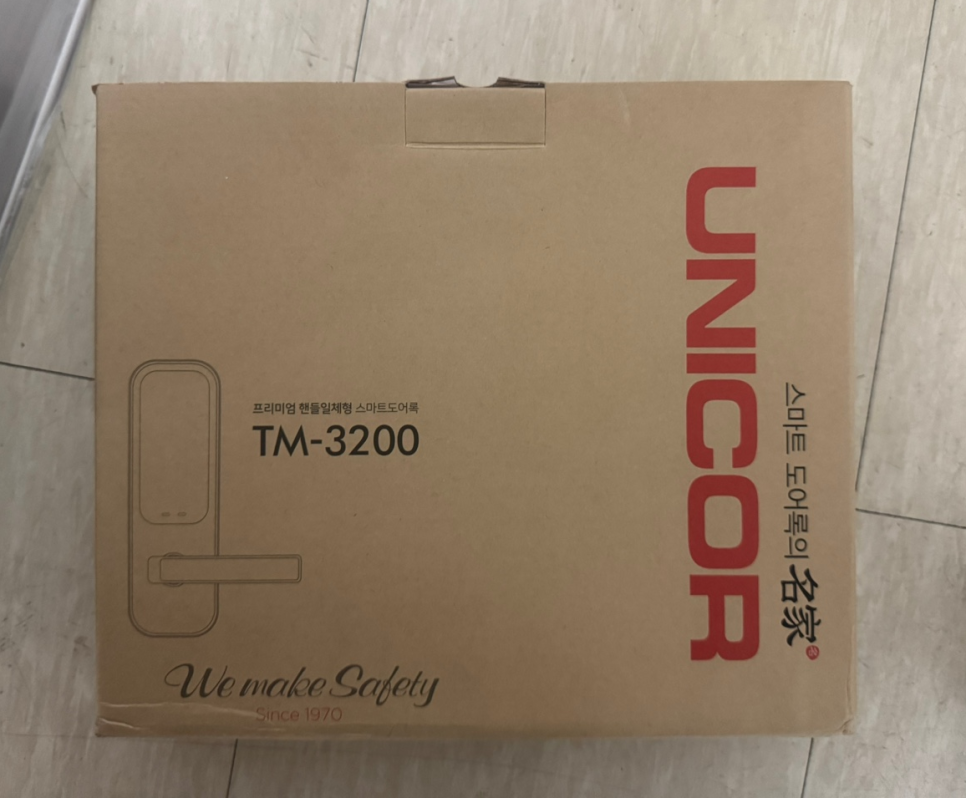 프리미엄 핸들일체형 스마트도어록
TM-3200
We make Safety
Since 1970
스마트 도어록의 名家
UNICOR